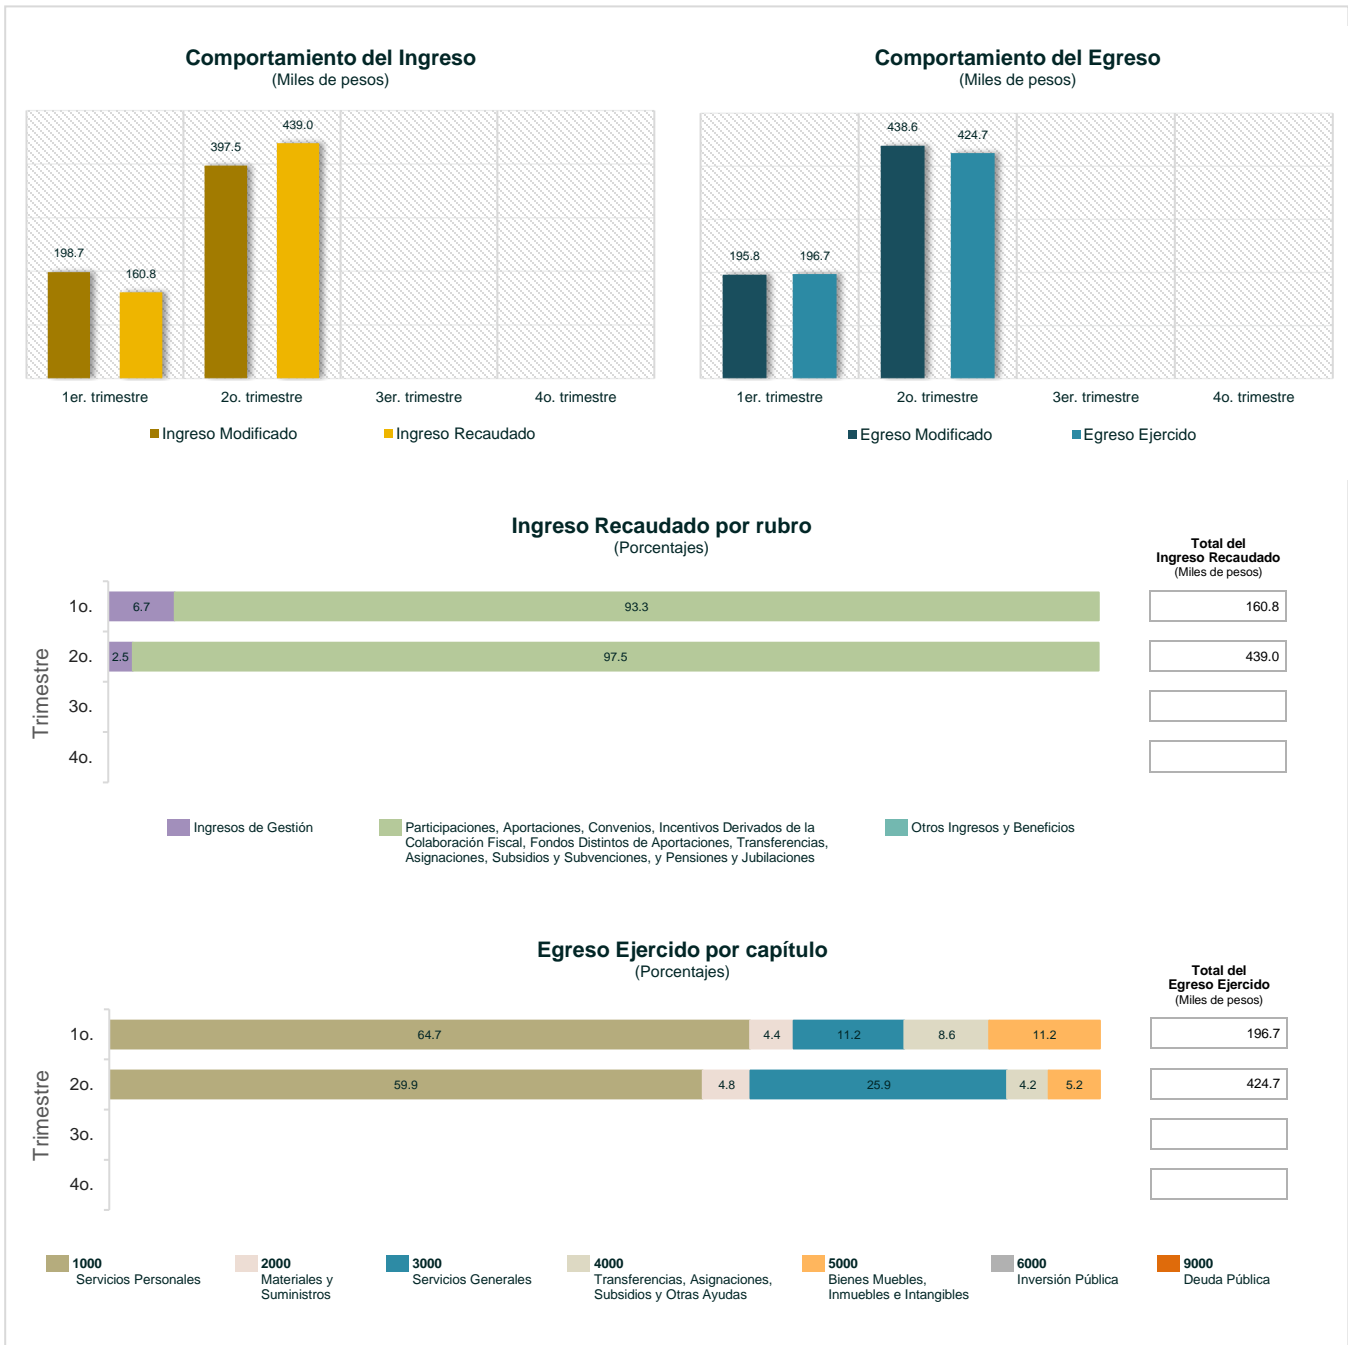 Comportamiento del Ingreso
(Miles de pesos)
198.7
160.8
397.5
439.0
1er. trimestre
2o. trimestre
3er. trimestre
4o. trimestre
Ingreso Modificado
Ingreso Recaudado
Comportamiento del Egreso
(Miles de pesos)
195.8
196.7
438.6
424.7
1er. trimestre
2o. trimestre
3er. trimestre
4o. trimestre
Egreso Modificado
Egreso Ejercido
Ingreso Recaudado por rubro
(Porcentajes)
Total del
Ingreso Recaudado
(Miles de pesos)
Trimestre
1o.
6.7
93.3
160.8
2o.
2.5
97.5
439.0
3o.
4o.
Ingresos de Gestión
Participaciones, Aportaciones, Convenios, Incentivos Derivados de la
Colaboración Fiscal, Fondos Distintos de Aportaciones, Transferencias,
Asignaciones, Subsidios y Subvenciones, y Pensiones y Jubilaciones
Otros Ingresos y Beneficios
Egreso Ejercido por capítulo
(Porcentajes)
Total del
Egreso Ejercido
(Miles de pesos)
Trimestre
1o.
64.7
4.4
11.2
8.6
11.2
196.7
2o.
59.9
4.8
25.9
4.2
5.2
424.7
3o.
4o.
1000
Servicios Personales
2000
Materiales y
Suministros
3000
Servicios Generales
4000
Transferencias, Asignaciones,
Subsidios y Otras Ayudas
5000
Bienes Muebles,
Inmuebles e Intangibles
6000
Inversión Pública
9000
Deuda Pública